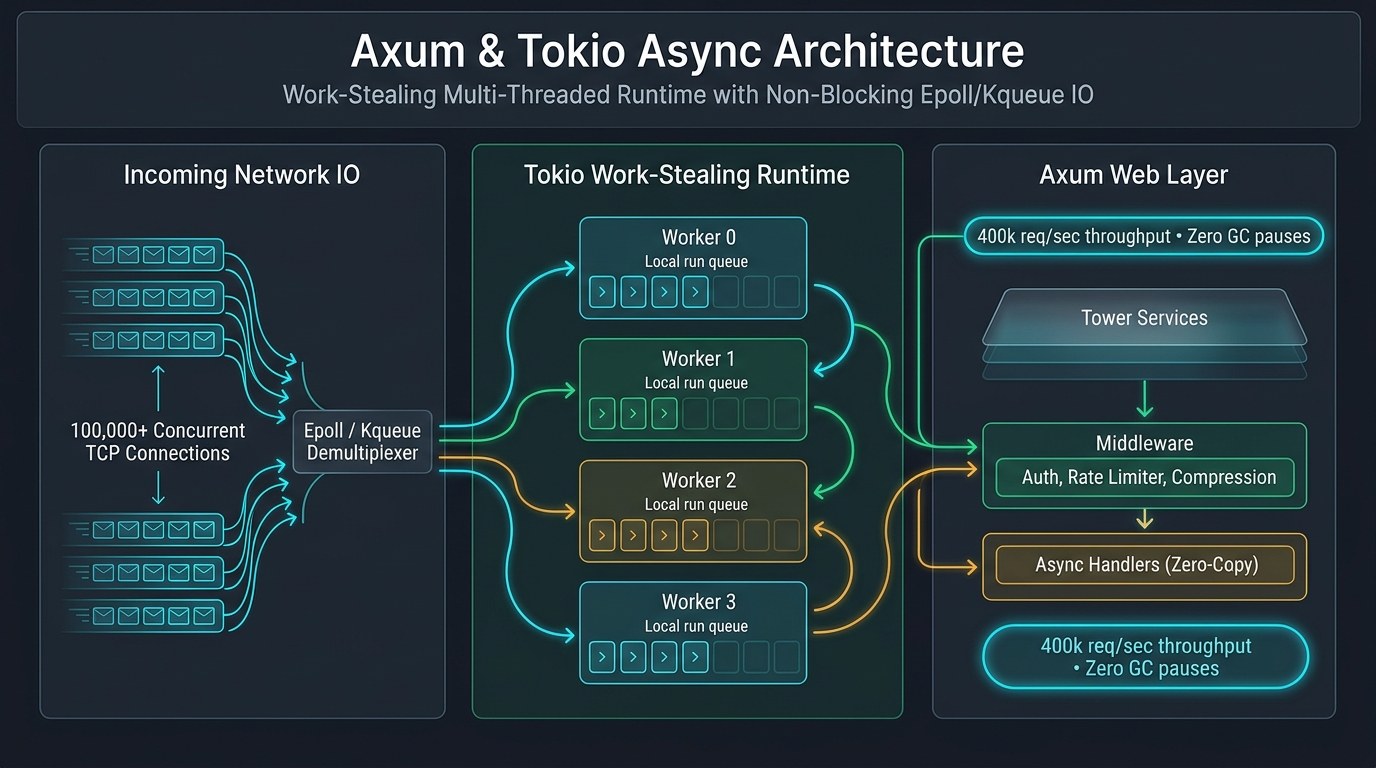 Axum & Tokio Async Architecture
Work-Stealing Multi-Threaded Runtime with Non-Blocking Epoll/Kqueue IO
Incoming Network IO
100,000+ Concurrent
TCP Connections
Epoll / Kqueue
Demultiplexer
Tokio Work-Stealing Runtime
Worker 0
Local run queue
Worker 1
Local run queue
Worker 2
Local run queue
Worker 3
Local run queue
Axum Web Layer
400k req/sec throughput • Zero GC pauses
Tower Services
Middleware
Auth, Rate Limiter, Compression
Async Handlers (Zero-Copy)
400k req/sec throughput
• Zero GC pauses